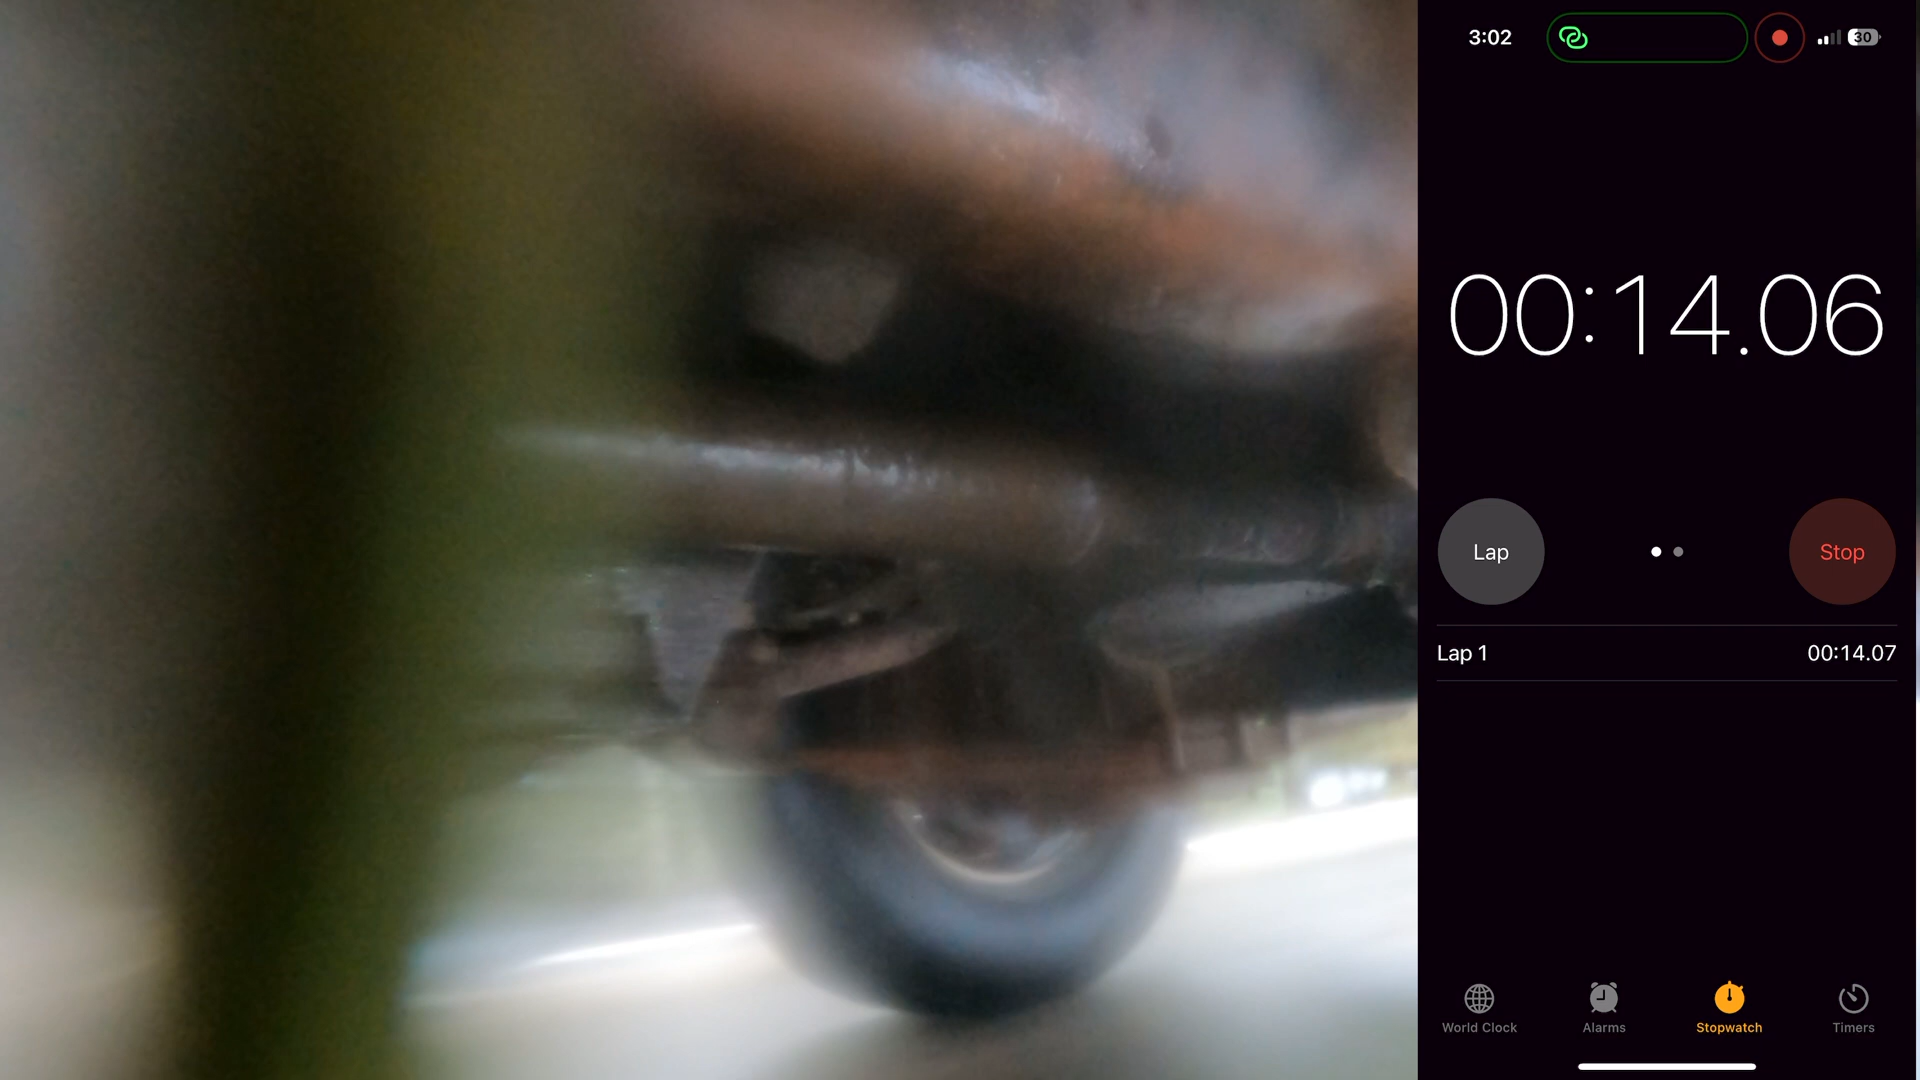 3:02
30
00:14.06
Lap
Stop
Lap 1
00:14.07
World Clock
Alarms
Stopwatch
Timers